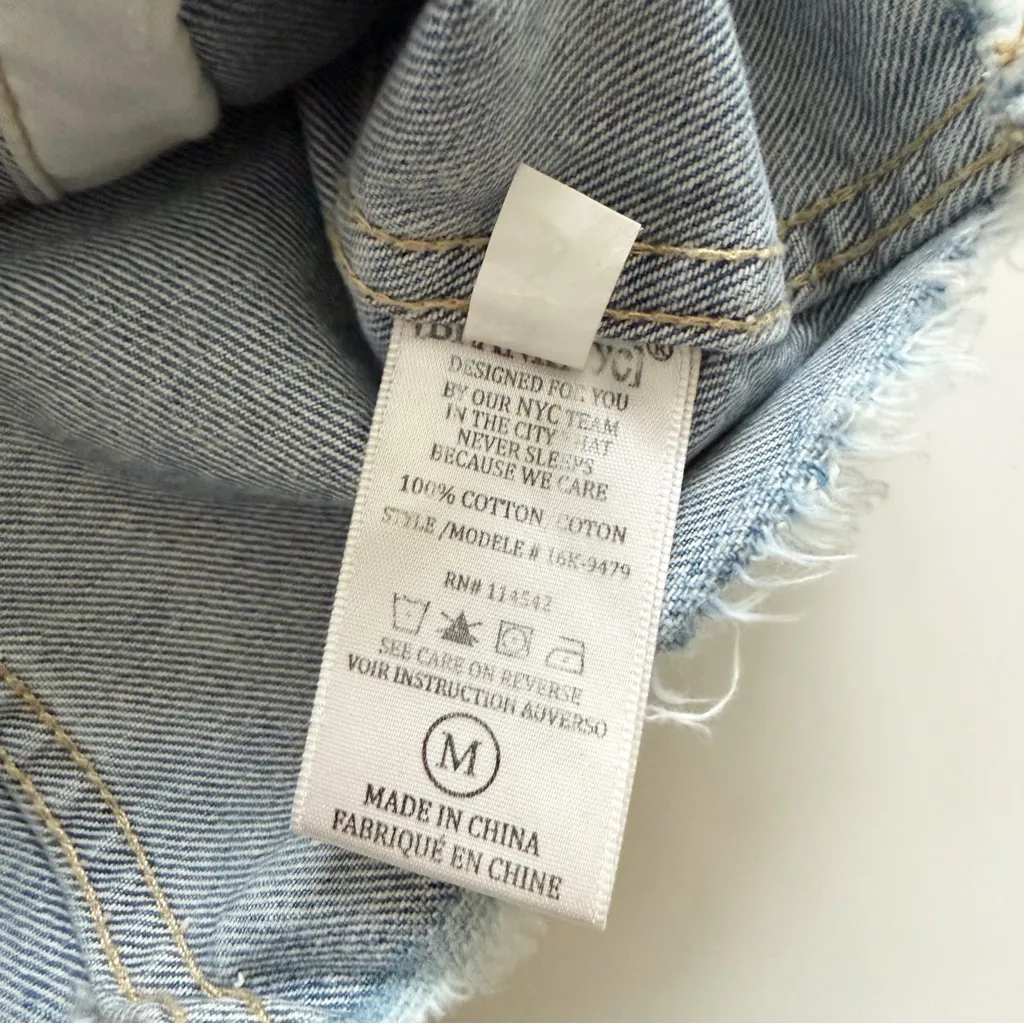 DESIGNED FOR YOU
BY OUR NYC TEAM
IN THE CITY THAT
NEVER SLEEPS
BECAUSE WE CARE
100% COTTON COTON
STYLE /MODELE # 16K-9479
RN# 114542
SEE CARE ON REVERSE
VOIR INSTRUCTION AUVERSO
M
MADE IN CHINA
FABRIQUÉ EN CHINE